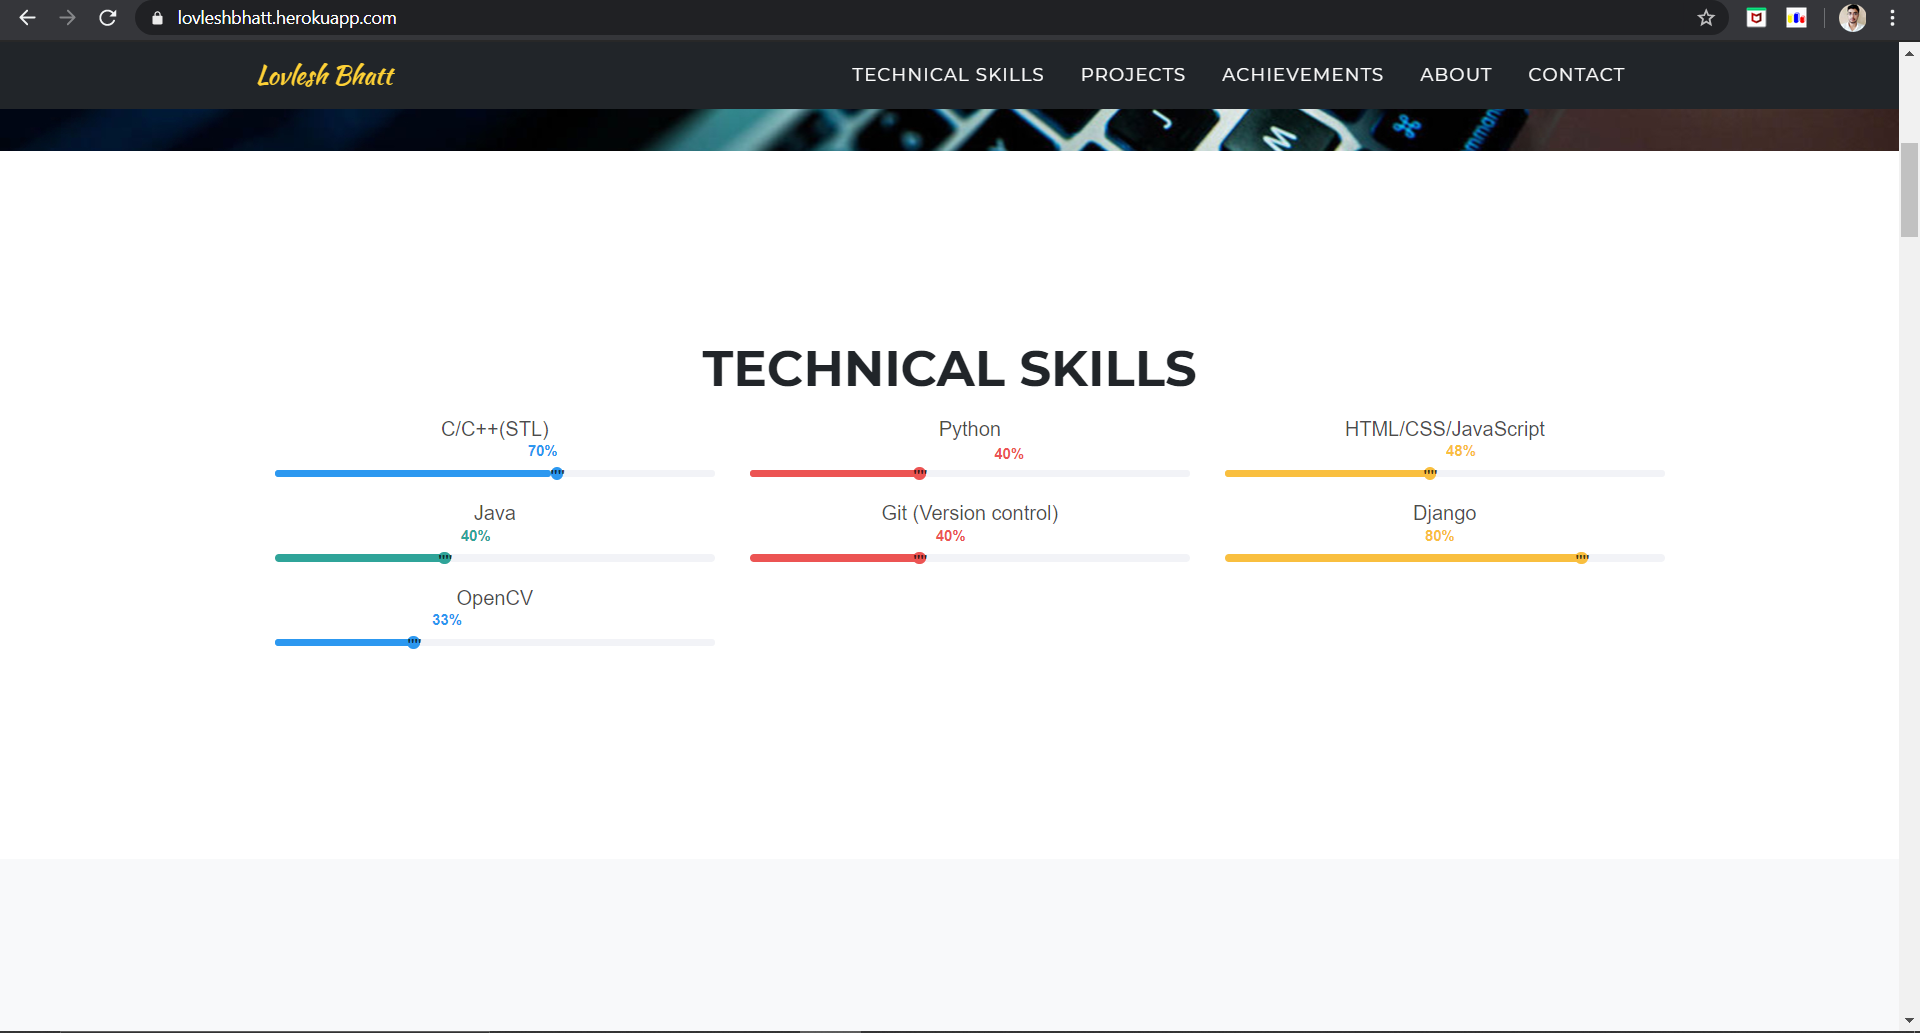 lovleshbhatt.herokuapp.com
Lovlesh Bhatt
TECHNICAL SKILLS PROJECTS ACHIEVEMENTS ABOUT CONTACT
J W ⌘
TECHNICAL SKILLS
C/C++(STL) Python HTML/CSS/JavaScript
70% 40% 48%
Java Git (Version control) Django
40% 40% 80%
OpenCV
33%